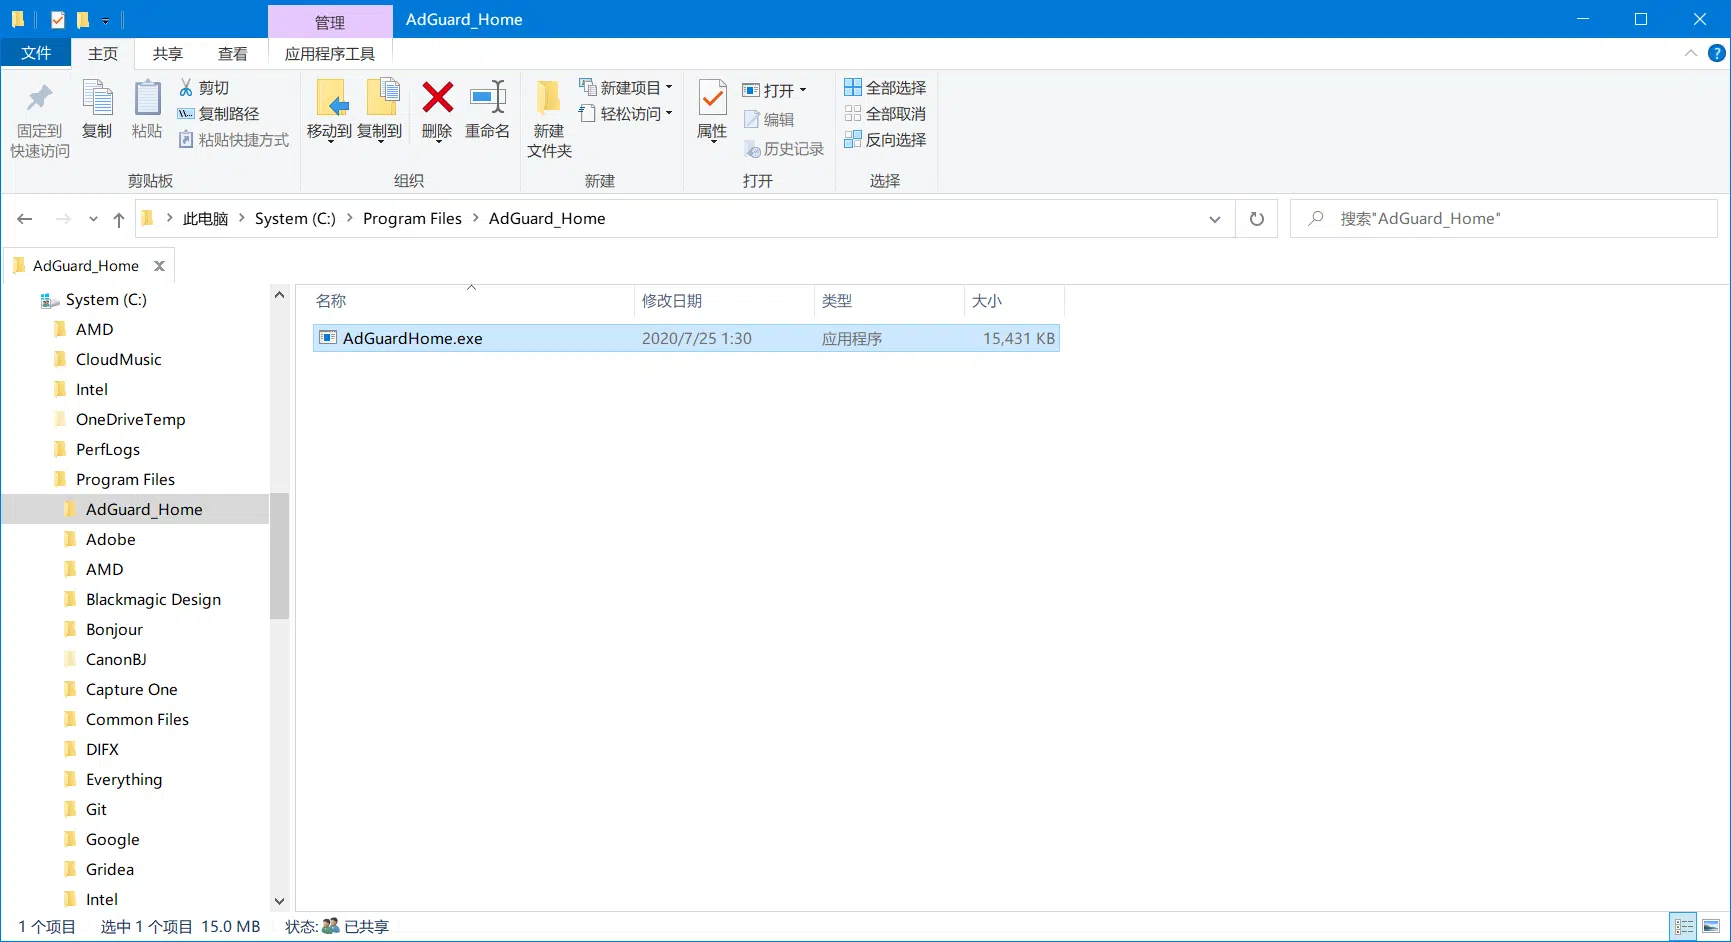 管理
AdGuard_Home
文件
主页
共享
查看
应用程序工具
?
固定到
快速访问
复制
粘贴
剪切
复制路径
粘贴快捷方式
剪贴板
移动到
复制到
删除
重命名
组织
新建
文件夹
新建项目
轻松访问
新建
属性
打开
编辑
历史记录
打开
全部选择
全部取消
反向选择
选择
此电脑 > System (C:) > Program Files > AdGuard_Home
搜索"AdGuard_Home"
AdGuard_Home
System (C:)
AMD
CloudMusic
Intel
OneDriveTemp
PerfLogs
Program Files
AdGuard_Home
Adobe
AMD
Blackmagic Design
Bonjour
CanonBJ
Capture One
Common Files
DIFX
Everything
Git
Google
Gridea
Intel
名称 修改日期 类型 大小
AdGuardHome.exe 2020/7/25 1:30 应用程序 15,431 KB
1 个项目 选中 1 个项目 15.0 MB 状态: 已共享